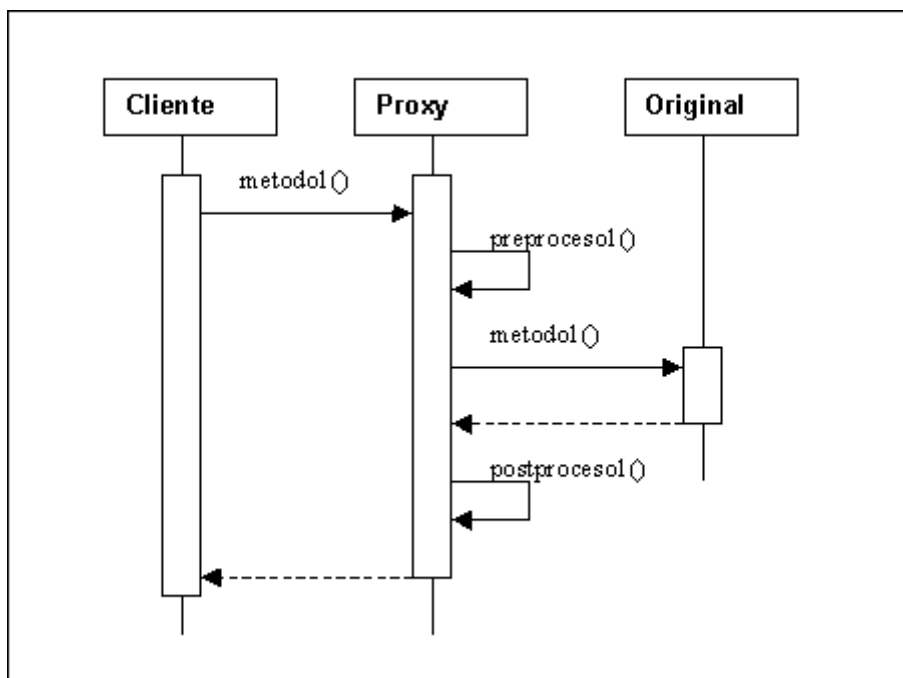 Cliente
Proxy
Original
metodo1()
preproceso1()
metodo1()
postproceso1()